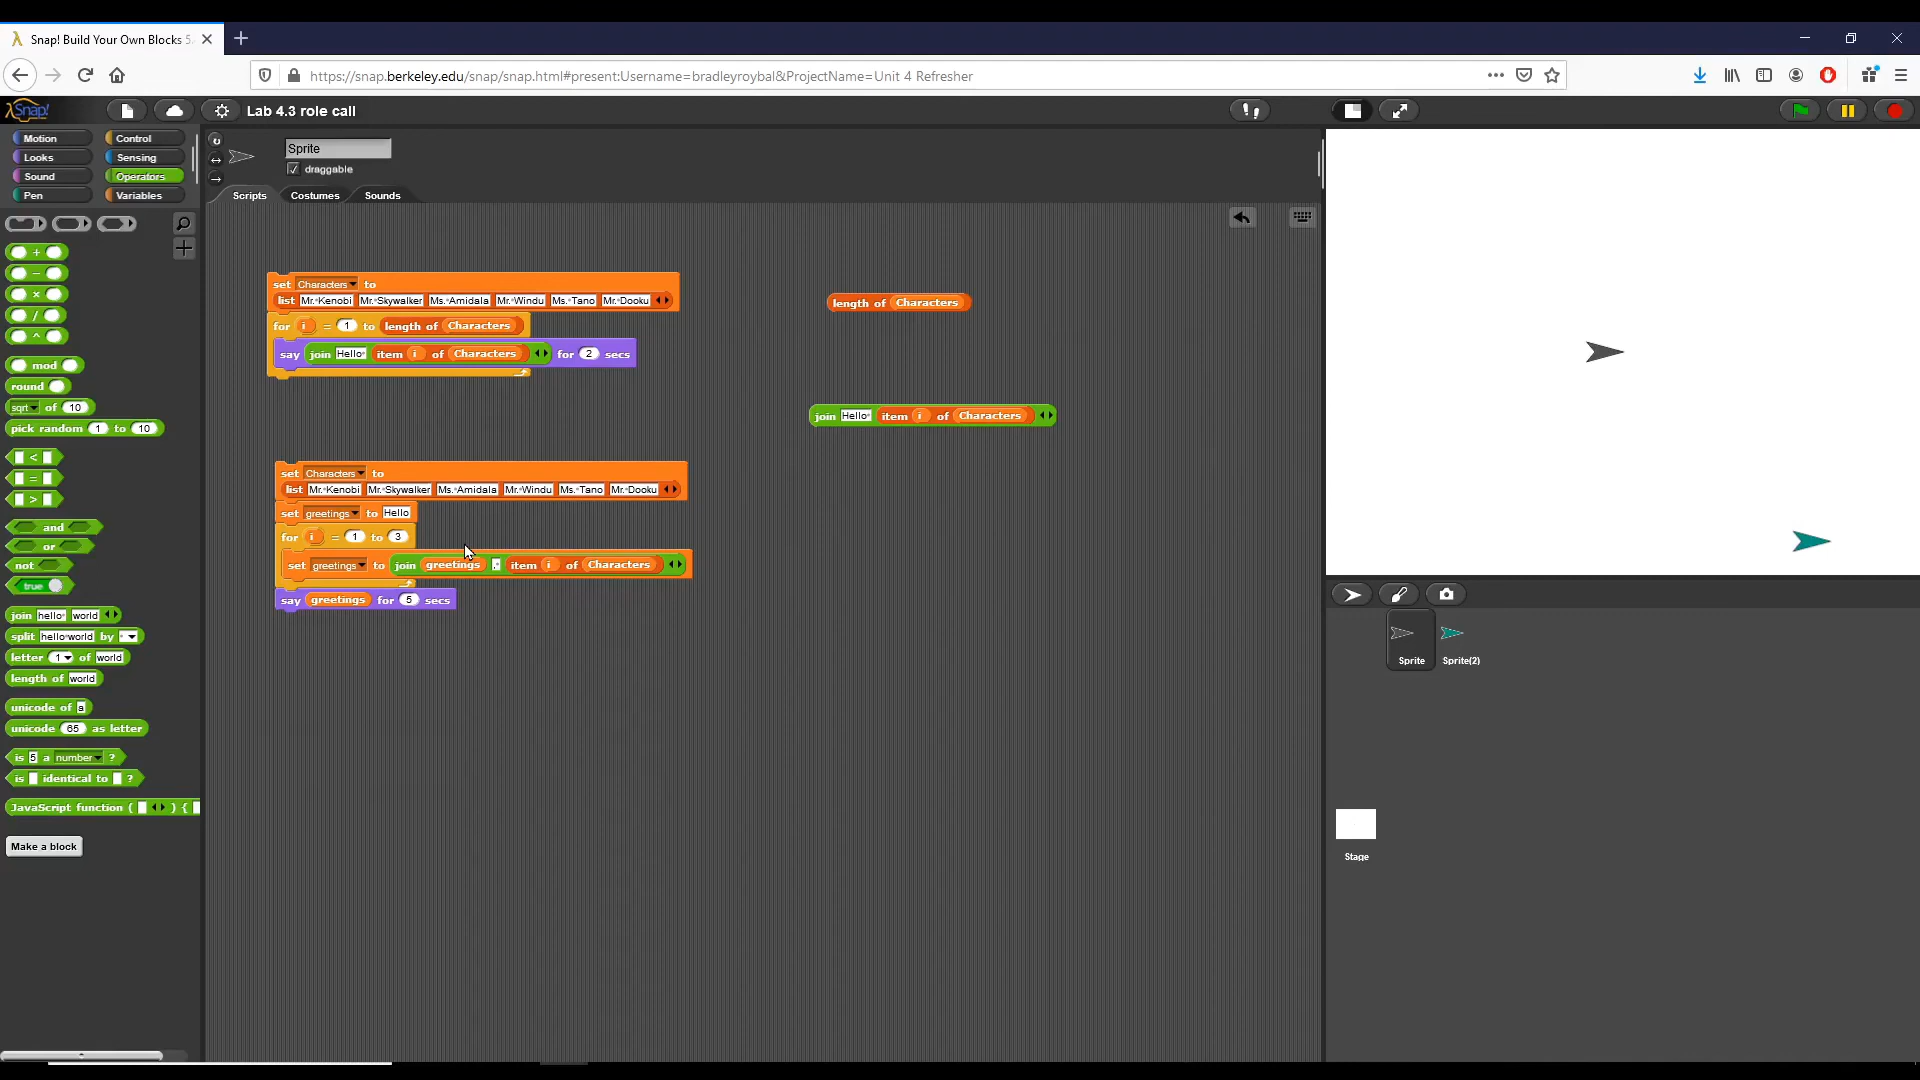 Snap! Build Your Own Blocks 5.
https://snap.berkeley.edu/snap/snap.html#present:Username=bradleyroybal&ProjectName=Unit 4 Refresher
Snap!
Lab 4.3 role call
Motion Control
Looks Sensing
Sound Operators
Pen Variables
Sprite
draggable
Scripts Costumes Sounds
+
−
×
/
^
mod
round
sqrt of 10
pick random 1 to 10
<
=
>
and
or
not
true
join hello world
split hello world by
letter 1 of world
length of world
unicode of a
unicode 65 as letter
is 5 a number ?
is identical to ?
JavaScript function ( ) {
Make a block
set Characters to
list Mr. Kenobi Mr. Skywalker Ms. Amidala Mr. Windu Ms. Tano Mr. Dooku
for i = 1 to length of Characters
say join Hello item i of Characters for 2 secs
length of Characters
join Hello item i of Characters
set Characters to
list Mr. Kenobi Mr. Skywalker Ms. Amidala Mr. Windu Ms. Tano Mr. Dooku
set greetings to Hello
for i = 1 to 3
set greetings to join greetings item i of Characters
say greetings for 5 secs
Sprite Sprite(2)
Stage